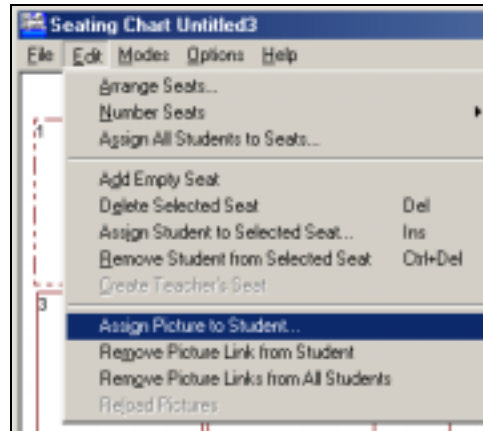 Seating Chart Untitled3
File Edit Modes Options Help
Arrange Seats...
Number Seats
Assign All Students to Seats...
1
Add Empty Seat
Delete Selected Seat Del
Assign Student to Selected Seat... Ins
Remove Student from Selected Seat Ctrl+Del
Create Teacher's Seat
3
Assign Picture to Student...
Remove Picture Link from Student
Remove Picture Links from All Students
Reload Pictures